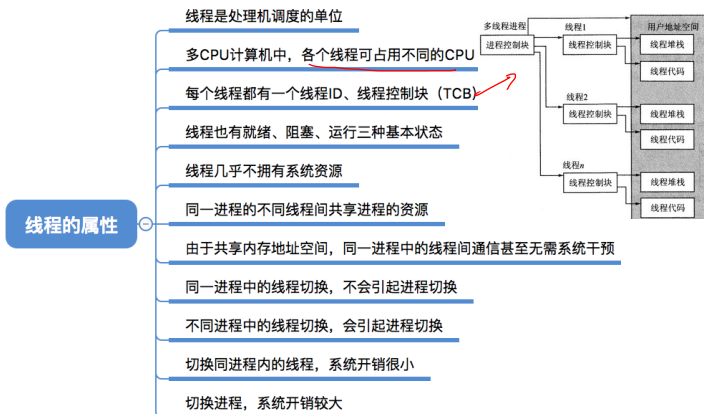 线程的属性
线程是处理机调度的单位
多CPU计算机中，各个线程可占用不同的CPU
每个线程都有一个线程ID、线程控制块（TCB）
线程也有就绪、阻塞、运行三种基本状态
线程几乎不拥有系统资源
同一进程的不同线程间共享进程的资源
由于共享内存地址空间，同一进程中的线程间通信甚至无需系统干预
同一进程中的线程切换，不会引起进程切换
不同进程中的线程切换，会引起进程切换
切换同进程内的线程，系统开销很小
切换进程，系统开销较大
多线程进程
进程控制块
线程1
线程控制块
用户地址空间
线程堆栈
线程代码
线程2
线程控制块
线程堆栈
线程代码
线程n
线程控制块
线程堆栈
线程代码